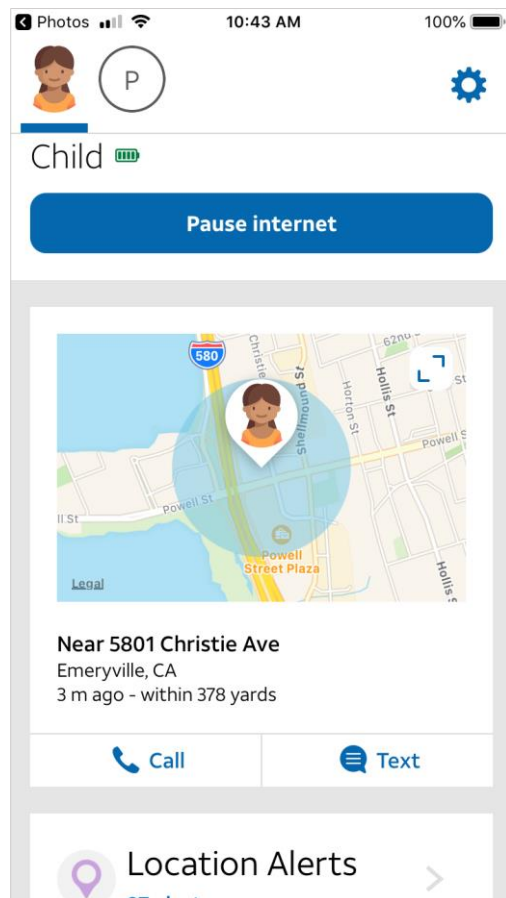 Photos
10:43 AM
100%
P
Child
Pause internet
580
Christie
62nd
Shellmound St
Horton St
Hollis St
St
Powell S
Powell St
ll St
Powell
Street Plaza
Hollis S
Legal
Near 5801 Christie Ave
Emeryville, CA
3 m ago - within 378 yards
Call
Text
Location Alerts